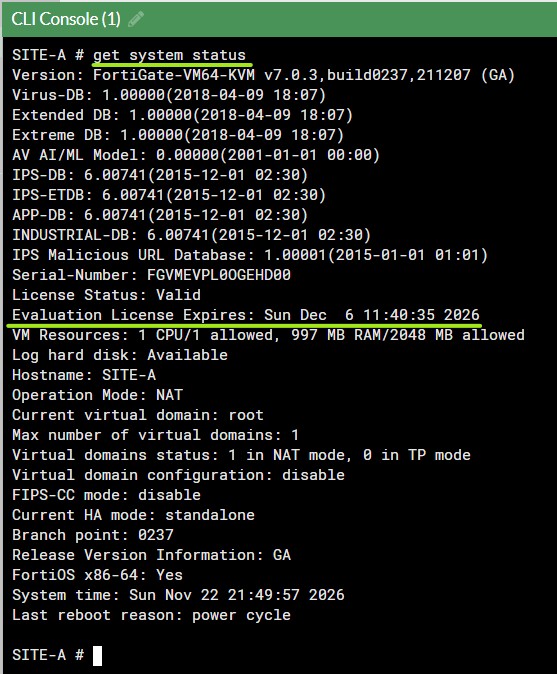 CLI Console (1)
SITE-A # get system status
Version: FortiGate-VM64-KVM v7.0.3,build0237,211207 (GA)
Virus-DB: 1.00000(2018-04-09 18:07)
Extended DB: 1.00000(2018-04-09 18:07)
Extreme DB: 1.00000(2018-04-09 18:07)
AV AI/ML Model: 0.00000(2001-01-01 00:00)
IPS-DB: 6.00741(2015-12-01 02:30)
IPS-ETDB: 6.00741(2015-12-01 02:30)
APP-DB: 6.00741(2015-12-01 02:30)
INDUSTRIAL-DB: 6.00741(2015-12-01 02:30)
IPS Malicious URL Database: 1.00001(2015-01-01 01:01)
Serial-Number: FGVMEVPL0OGEHD00
License Status: Valid
Evaluation License Expires: Sun Dec  6 11:40:35 2026
VM Resources: 1 CPU/1 allowed, 997 MB RAM/2048 MB allowed
Log hard disk: Available
Hostname: SITE-A
Operation Mode: NAT
Current virtual domain: root
Max number of virtual domains: 1
Virtual domains status: 1 in NAT mode, 0 in TP mode
Virtual domain configuration: disable
FIPS-CC mode: disable
Current HA mode: standalone
Branch point: 0237
Release Version Information: GA
FortiOS x86-64: Yes
System time: Sun Nov 22 21:49:57 2026
Last reboot reason: power cycle
SITE-A #